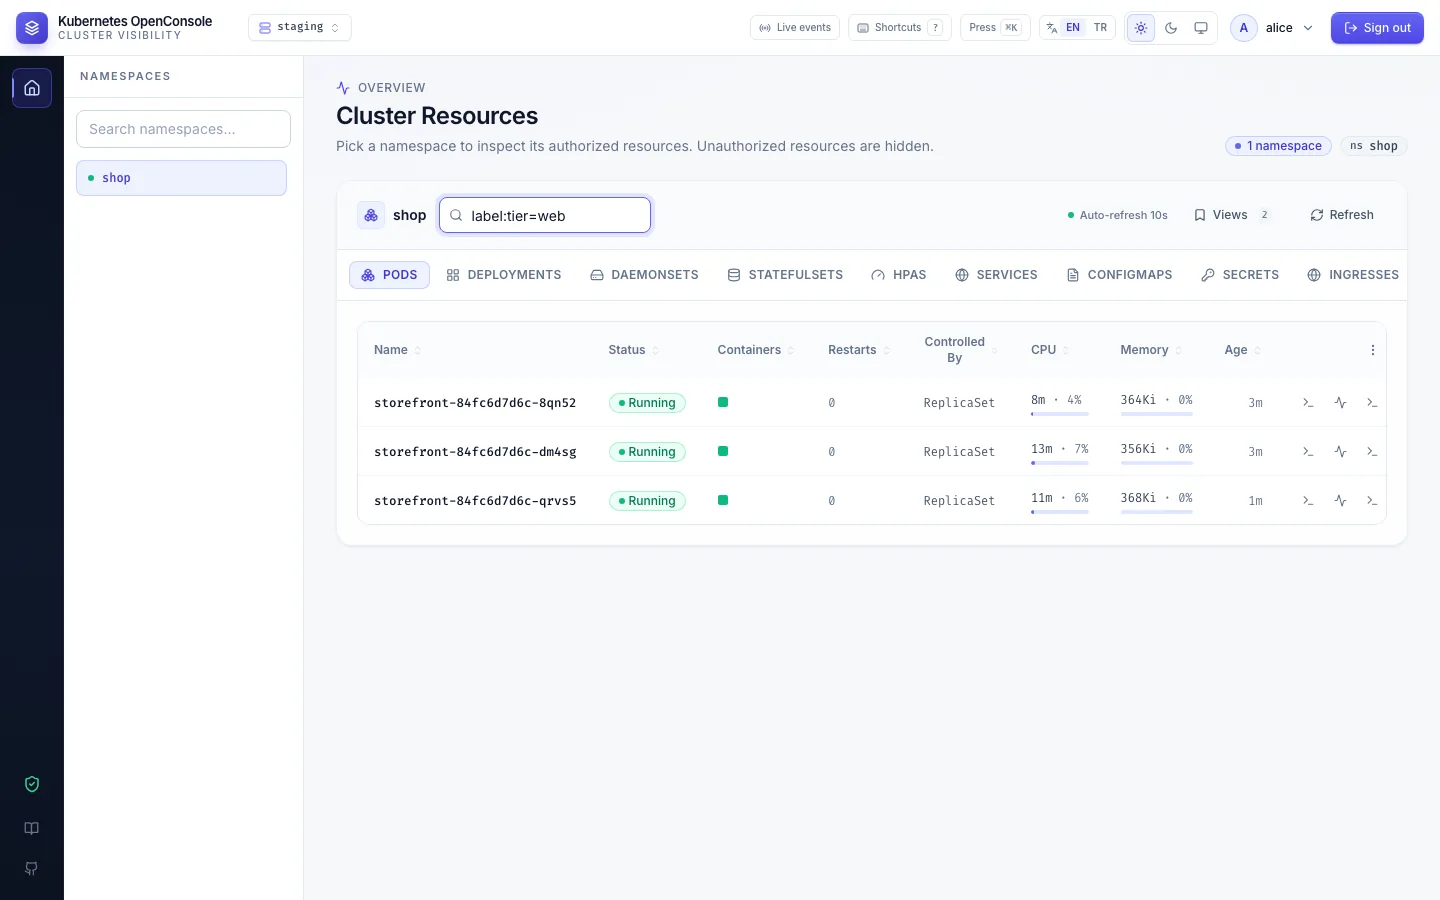 Kubernetes OpenConsole
CLUSTER VISIBILITY
staging
Live events
Shortcuts ?
Press ⌘K
EN TR
A alice
Sign out
NAMESPACES
Search namespaces...
shop
OVERVIEW
Cluster Resources
Pick a namespace to inspect its authorized resources. Unauthorized resources are hidden.
1 namespace
ns shop
shop
label:tier=web
Auto-refresh 10s
Views 2
Refresh
PODS DEPLOYMENTS DAEMONSETS STATEFULSETS HPAS SERVICES CONFIGMAPS SECRETS INGRESSES
Name Status Containers Restarts Controlled By CPU Memory Age
storefront-84fc6d7d6c-8qn52 Running 0 ReplicaSet 8m · 4% 364Ki · 0% 3m
storefront-84fc6d7d6c-dm4sg Running 0 ReplicaSet 13m · 7% 356Ki · 0% 3m
storefront-84fc6d7d6c-qrvs5 Running 0 ReplicaSet 11m · 6% 368Ki · 0% 1m